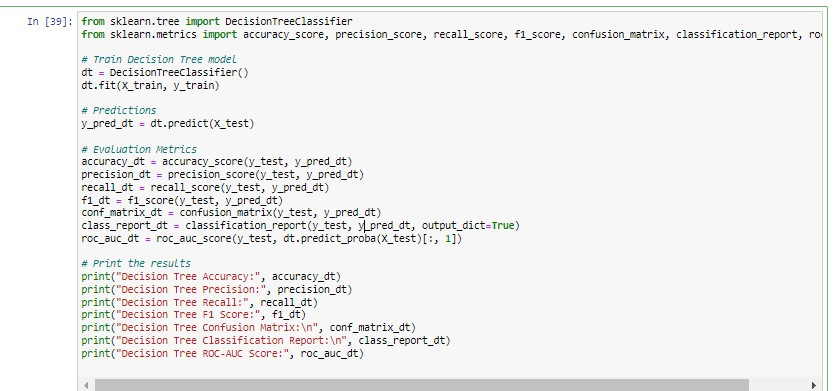 In [39]: from sklearn.tree import DecisionTreeClassifier
from sklearn.metrics import accuracy_score, precision_score, recall_score, f1_score, confusion_matrix, classification_report,
# Train Decision Tree model
dt = DecisionTreeClassifier()
dt.fit(X_train, y_train)
# Predictions
y_pred_dt = dt.predict(X_test)
# Evaluation Metrics
accuracy_dt = accuracy_score(y_test, y_pred_dt)
precision_dt = precision_score(y_test, y_pred_dt)
recall_dt = recall_score(y_test, y_pred_dt)
f1_dt = f1_score(y_test, y_pred_dt)
conf_matrix_dt = confusion_matrix(y_test, y_pred_dt)
class_report_dt = classification_report(y_test, y_pred_dt, output_dict=True)
roc_auc_dt = roc_auc_score(y_test, dt.predict_proba(X_test)[:, 1])
# Print the results
print("Decision Tree Accuracy:", accuracy_dt)
print("Decision Tree Precision:", precision_dt)
print("Decision Tree Recall:", recall_dt)
print("Decision Tree F1 Score:", f1_dt)
print("Decision Tree Confusion Matrix:\n", conf_matrix_dt)
print("Decision Tree Classification Report:\n", class_report_dt)
print("Decision Tree ROC-AUC Score:", roc_auc_dt)